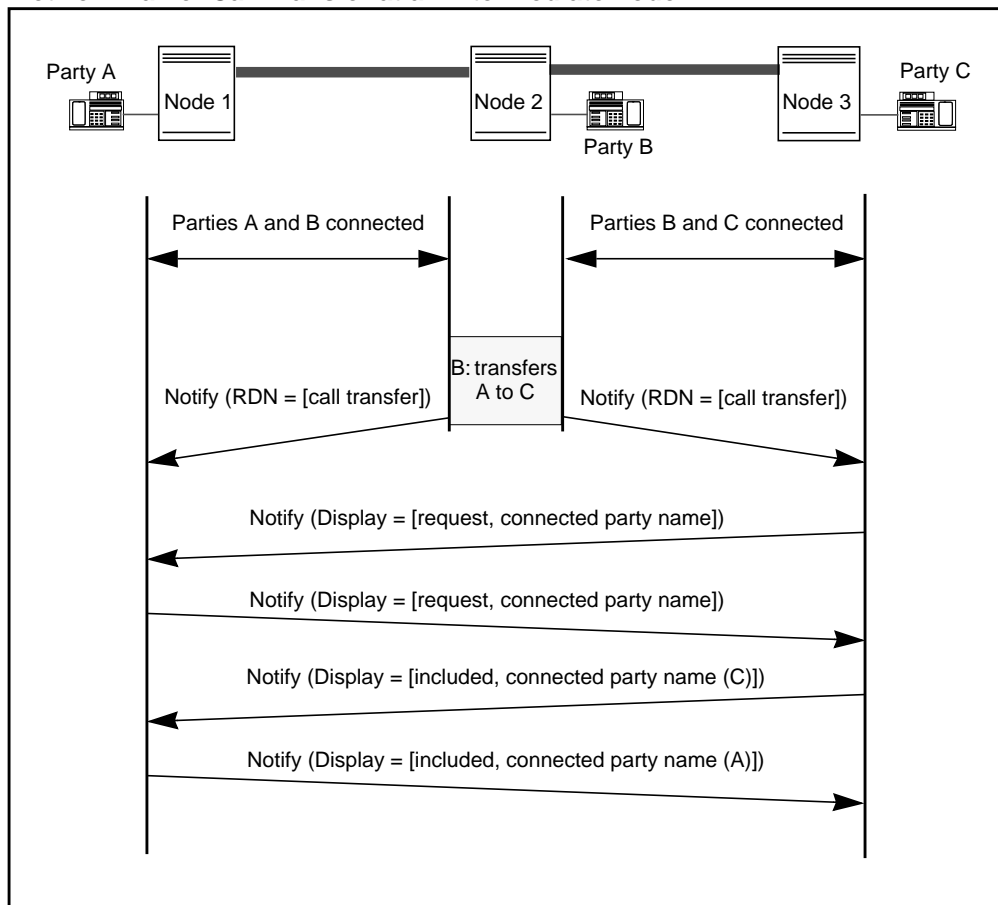 Party A
Node 1
Node 2
Party B
Node 3
Party C
Parties A and B connected
Parties B and C connected
B: transfers
A to C
Notify (RDN = [call transfer])
Notify (RDN = [call transfer])
Notify (Display = [request, connected party name])
Notify (Display = [request, connected party name])
Notify (Display = [included, connected party name (C)])
Notify (Display = [included, connected party name (A)])